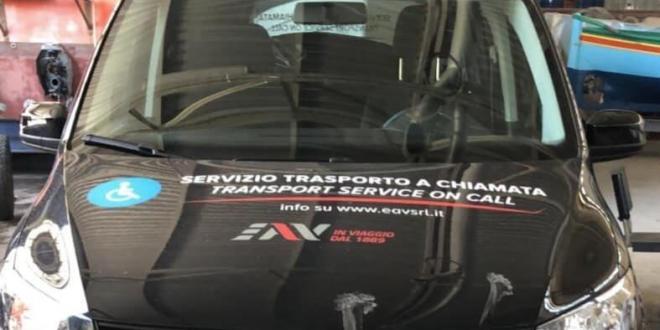 SERVIZIO TRASPORTO A CHIAMATA
TRANSPORT SERVICE ON CALL
info su www.eavsrl.it
EAV IN VIAGGIO
DAL 1889